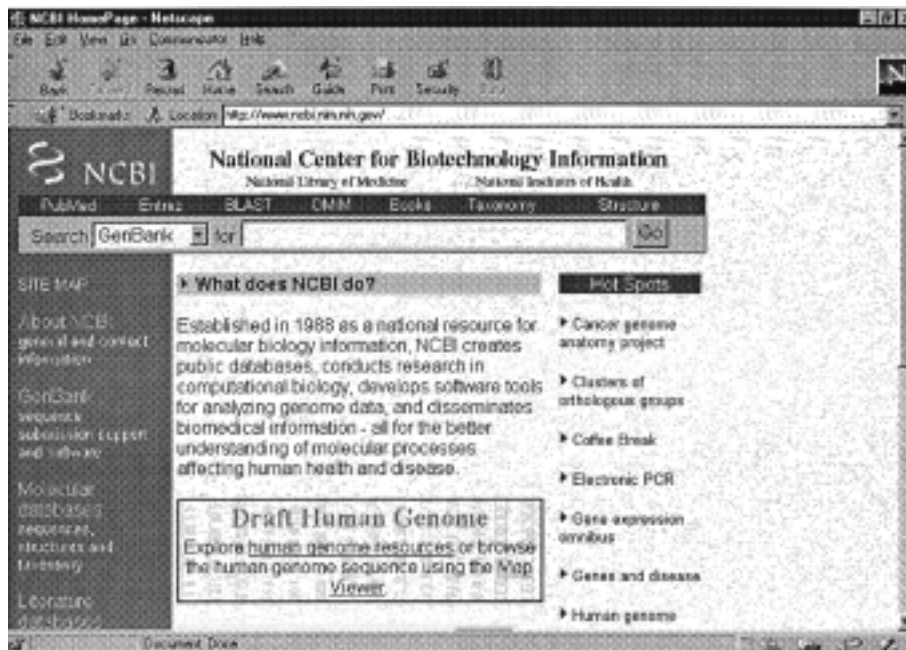 NCBI HomePage - Netscape
File Edit View Go Communicator Help
Back Reload Home Search Guide Print Security Stop
Bookmarks Location http://www.ncbi.nlm.nih.gov/
NCBI
National Center for Biotechnology Information
National Library of Medicine National Institutes of Health
PubMed Entrez BLAST OMIM Books Taxonomy Structure
Search GenBank for Go
SITE MAP
About NCBI
general and contact
information
GenBank
sequence
submission support
and software
Molecular
databases
sequences,
structures and
taxonomy
Literature
databases
What does NCBI do?
Established in 1988 as a national resource for
molecular biology information, NCBI creates
public databases, conducts research in
computational biology, develops software tools
for analyzing genome data, and disseminates
biomedical information - all for the better
understanding of molecular processes
affecting human health and disease.
Draft Human Genome
Explore human genome resources or browse
the human genome sequence using the Map
Viewer.
Hot Spots
Cancer genome
anatomy project
Clusters of
orthologous groups
Coffee Break
Electronic PCR
Gene expression
omnibus
Genes and disease
Human genome
Document: Done